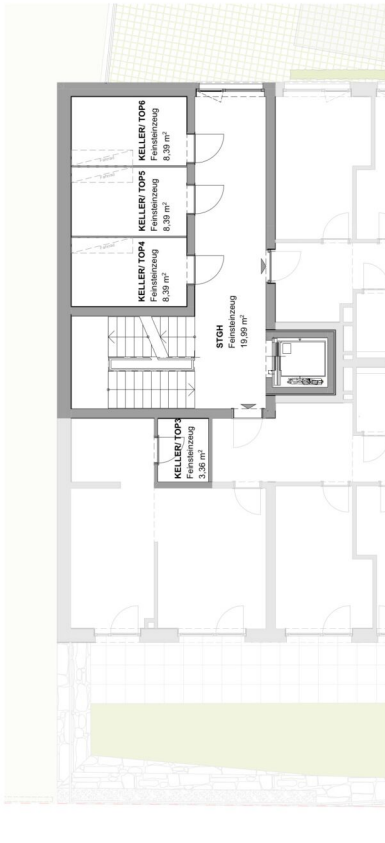 KELLER/ TOP6
Feinsteinzeug
8,39 m²
KELLER/ TOP5
Feinsteinzeug
8,39 m²
KELLER/ TOP4
Feinsteinzeug
8,39 m²
STGH
Feinsteinzeug
19,99 m²
KELLER/ TOP3
Feinsteinzeug
3,36 m²